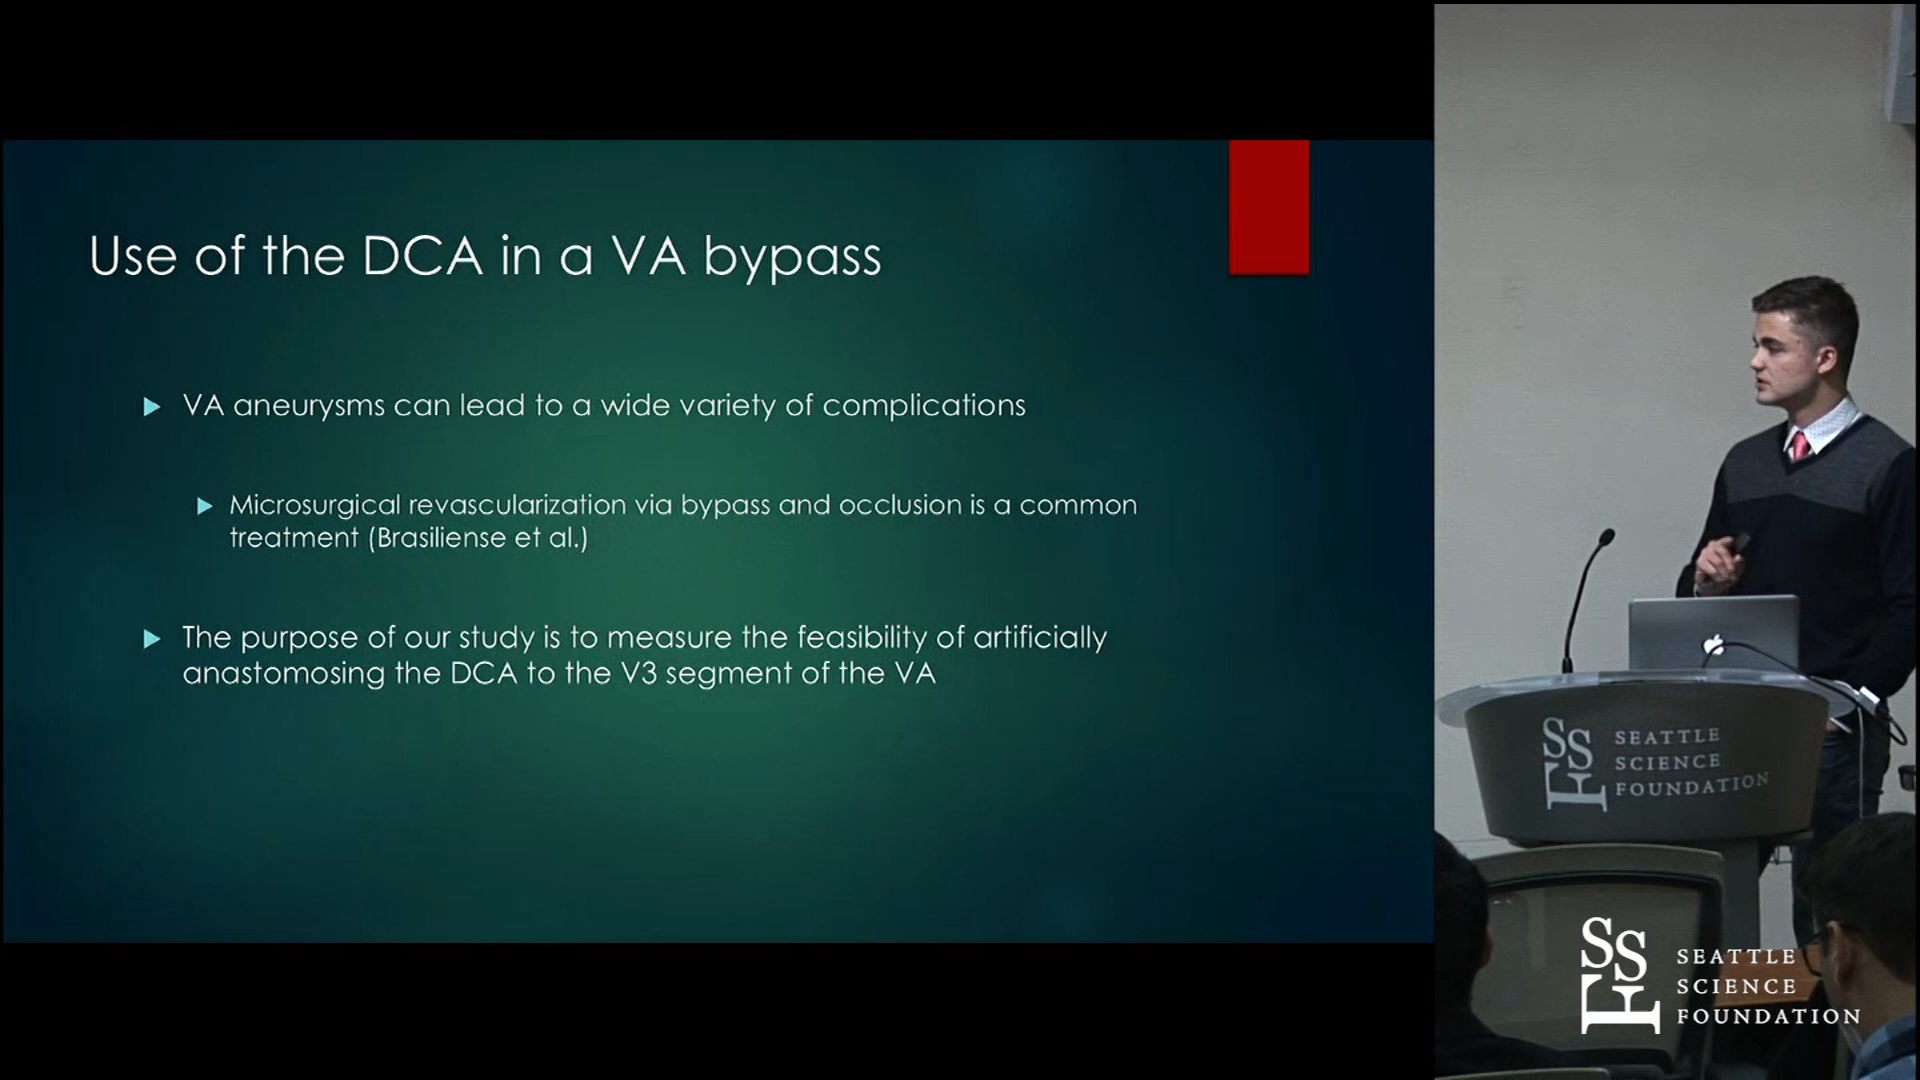 Use of the DCA in a VA bypass
VA aneurysms can lead to a wide variety of complications
Microsurgical revascularization via bypass and occlusion is a common
treatment (Brasiliense et al.)
The purpose of our study is to measure the feasibility of artificially
anastomosing the DCA to the V3 segment of the VA
SSF
SEATTLE
SCIENCE
FOUNDATION
SSF
SEATTLE
SCIENCE
FOUNDATION